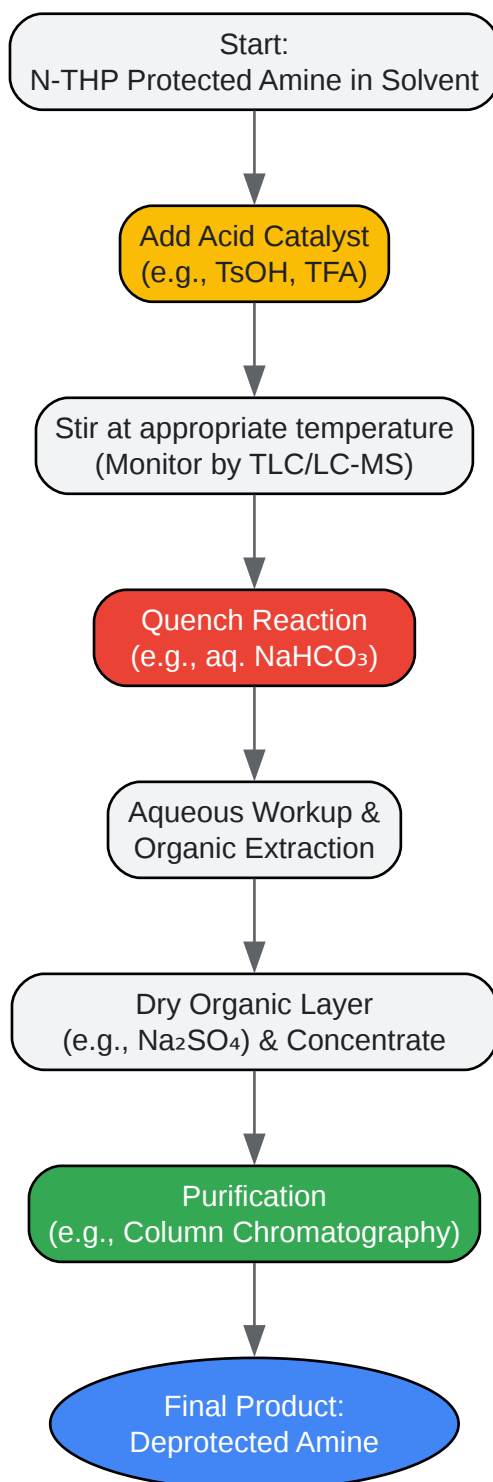 Start:
N-THP Protected Amine in Solvent
Add Acid Catalyst
(e.g., TsOH, TFA)
Stir at appropriate temperature
(Monitor by TLC/LC-MS)
Quench Reaction
(e.g., aq. NaHCO₃)
Aqueous Workup &
Organic Extraction
Dry Organic Layer
(e.g., Na₂SO₄) & Concentrate
Purification
(e.g., Column Chromatography)
Final Product:
Deprotected Amine